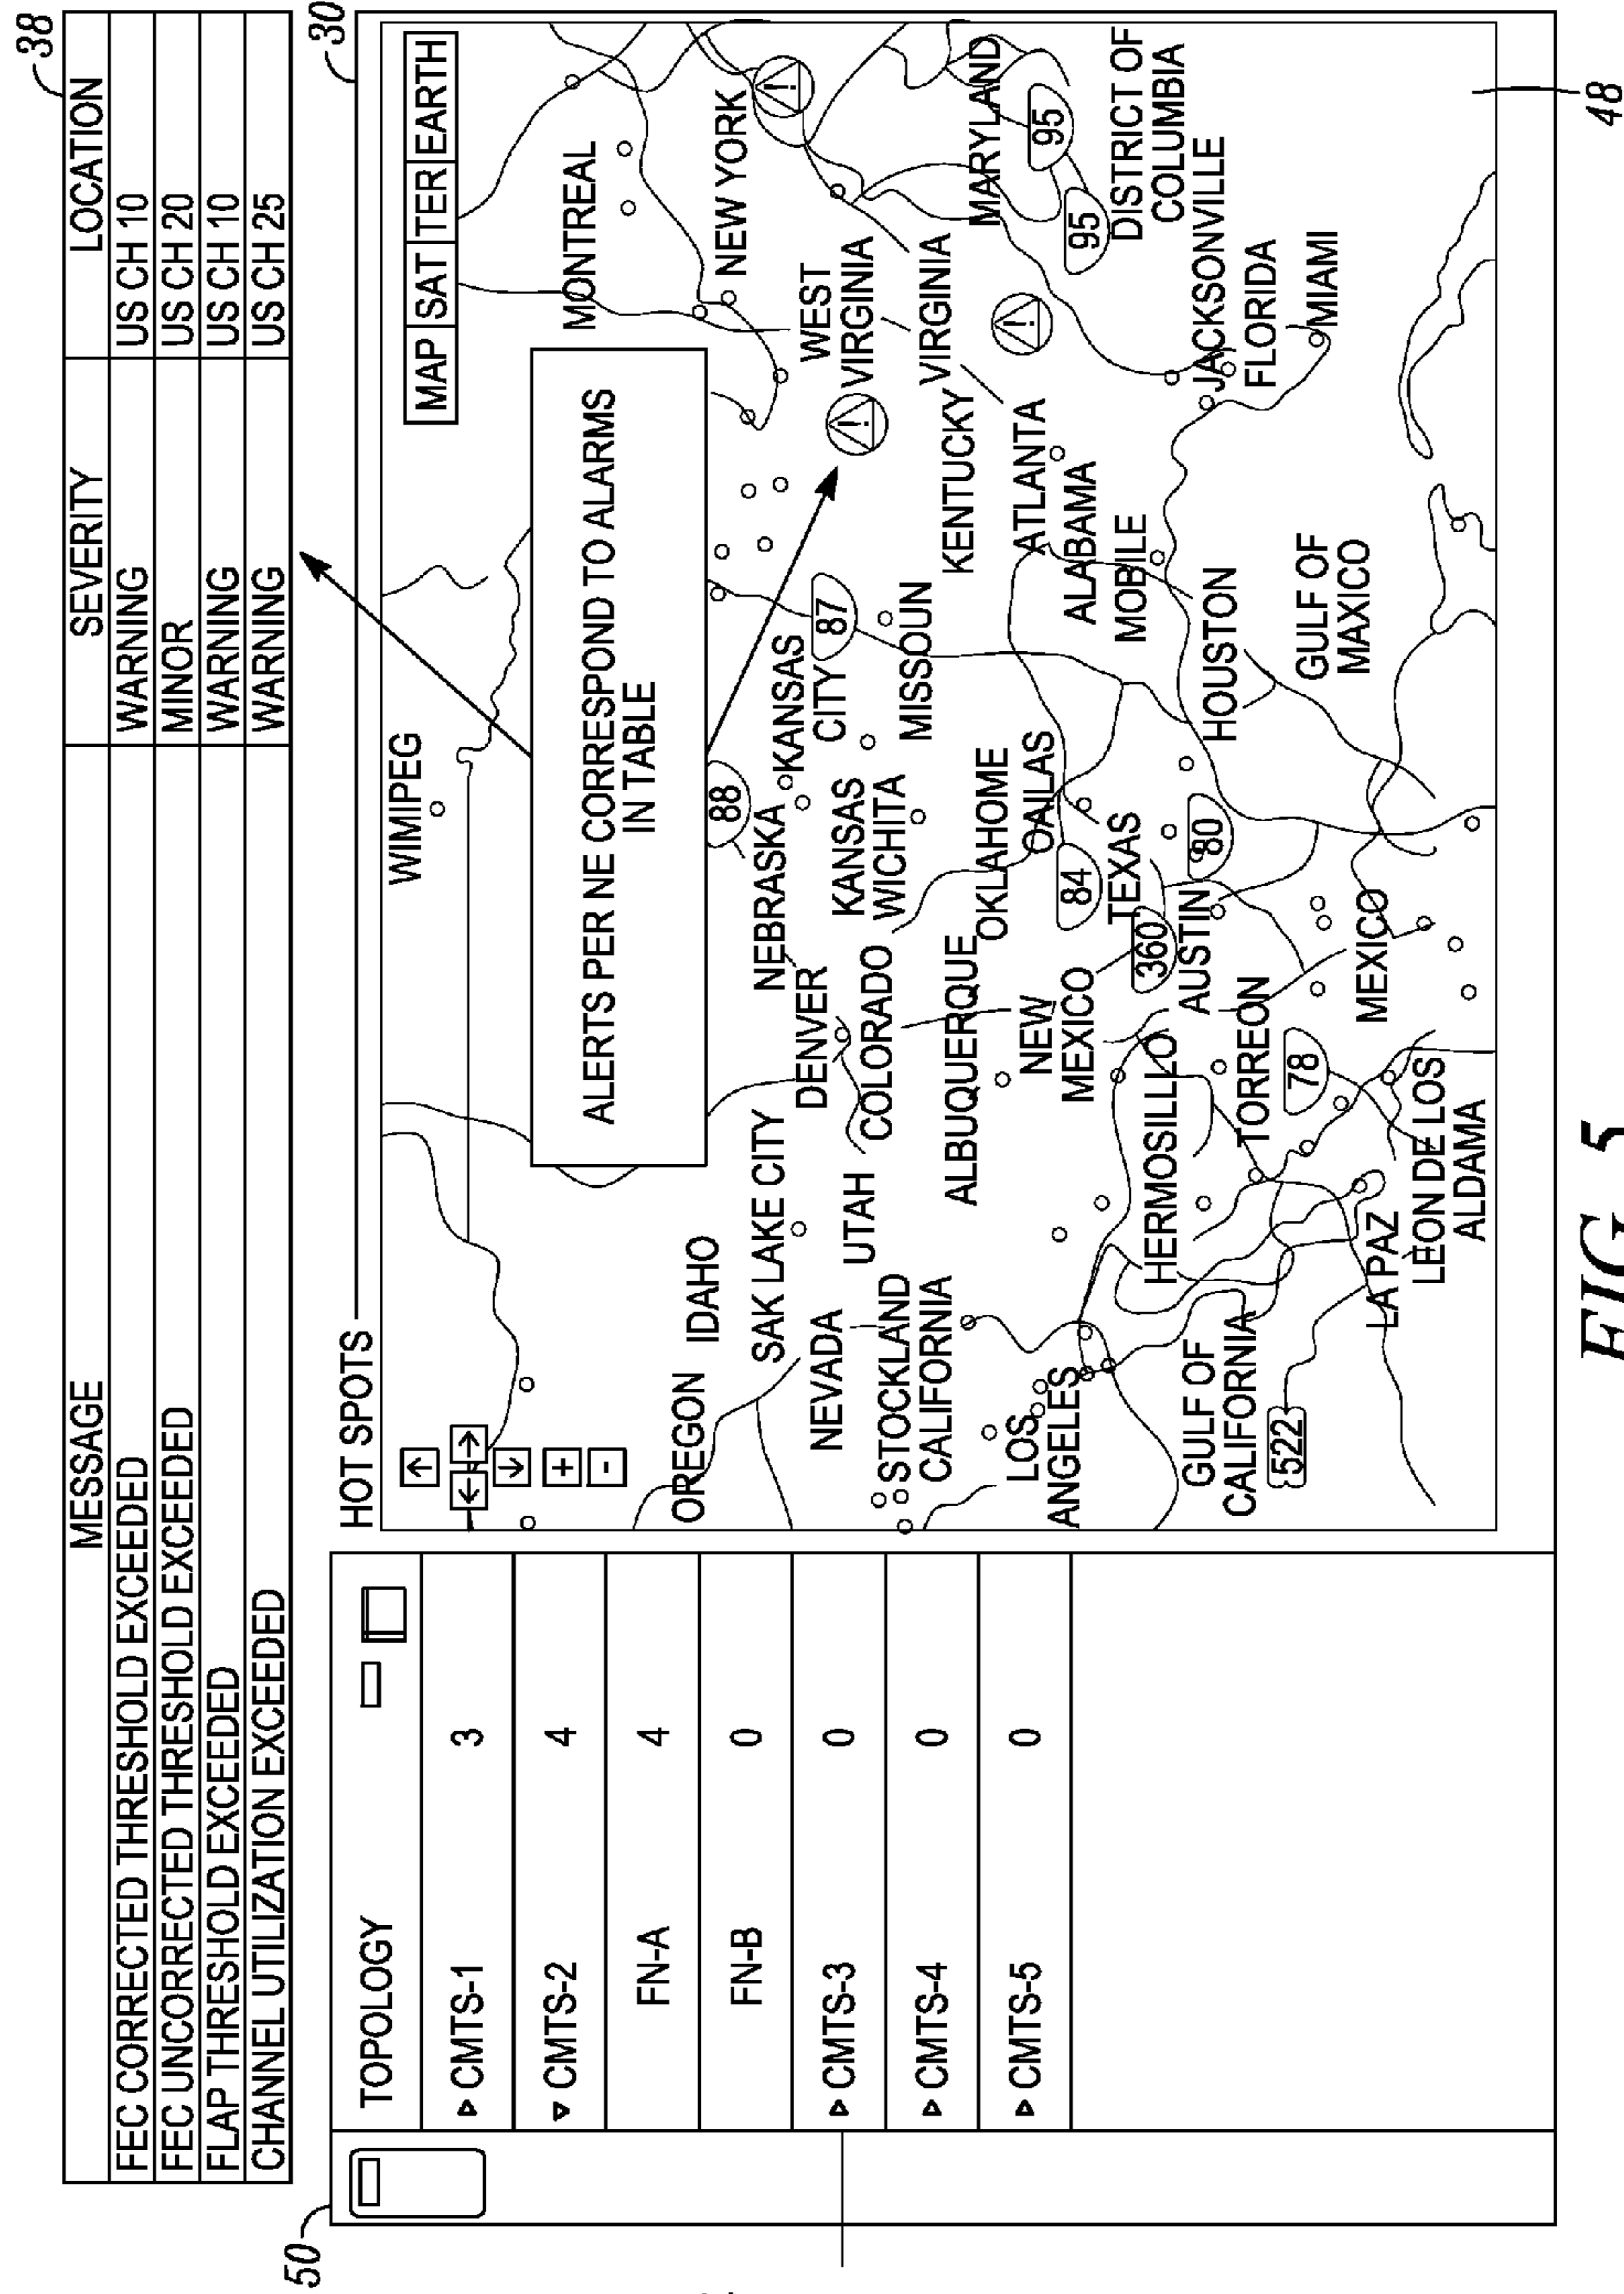 38
MESSAGE SEVERITY LOCATION
FEC CORRECTED THRESHOLD EXCEEDED WARNING US CH 10
FEC UNCORRECTED THRESHOLD EXCEEDED MINOR US CH 20
FLAP THRESHOLD EXCEEDED WARNING US CH 10
CHANNEL UTILIZATION EXCEEDED WARNING US CH 25
50
30
TOPOLOGY
CMTS-1 3
CMTS-2 4
FN-A 4
FN-B 0
CMTS-3 0
CMTS-4 0
CMTS-5 0
HOT SPOTS
MAP SAT TER EARTH
+
-
WIMIPEG
ALERTS PER NE CORRESPOND TO ALARMS
IN TABLE
MONTREAL
OREGON
IDAHO
88
NEW YORK
SAK LAKE CITY
NEBRASKA
KANSAS
CITY
87
WEST
VIRGINIA
NEVADA
DENVER
UTAH
COLORADO
KANSAS
WICHITA
MISSOUN
STOCKLAND
CALIFORNIA
VIRGINIA
KENTUCKY
ALBUQUERQUE
OKLAHOME
MARYLAND
95
95
LOS
ANGELES
NEW
MEXICO
OAILAS
ATLANTA
ALABAMA
84
TEXAS
MOBILE
DISTRICT OF
COLUMBIA
HERMOSILLLO
360
AUSTIN
80
HOUSTON
JACKSONVILLE
FLORIDA
GULF OF
CALIFORNIA
TORREON
522
78
GULF OF
MAXICO
MIAMI
LA PAZ
MEXICO
LEON DE LOS
ALDAMA
48